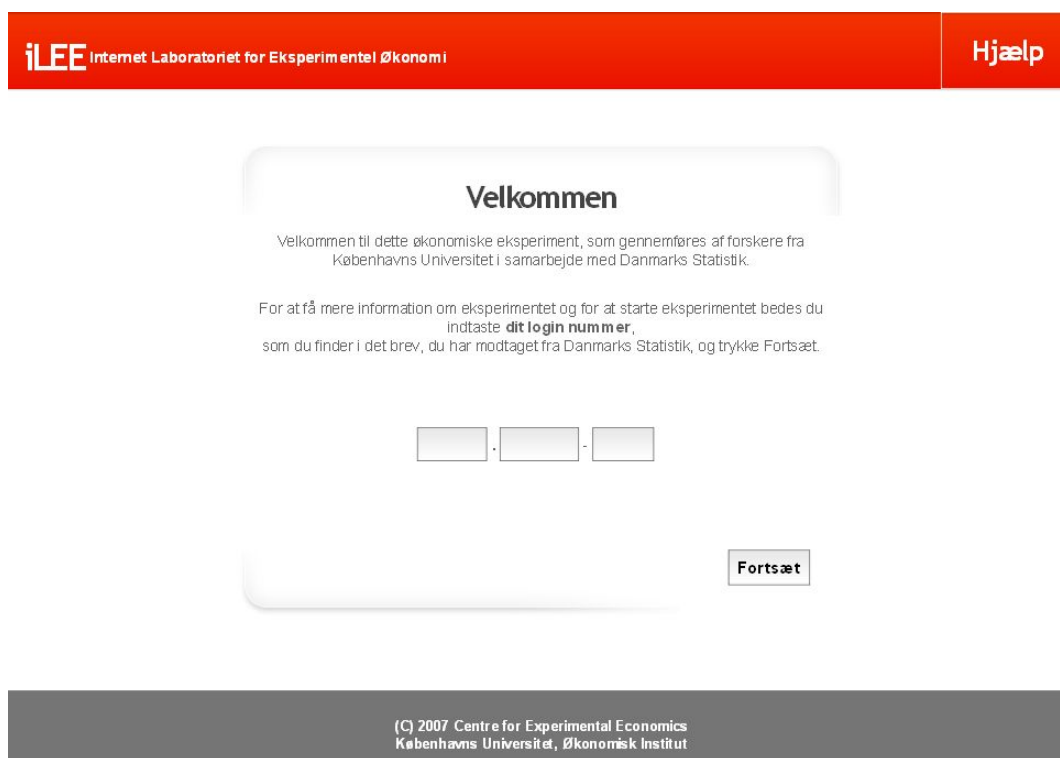 iLEE Internet Laboratoriet for Eksperimentel Økonomi
Hjælp
Velkommen
Velkommen til dette økonomiske eksperiment, som gennemføres af forskere fra
Københavns Universitet i samarbejde med Danmarks Statistik.
For at få mere information om eksperimentet og for at starte eksperimentet bedes du
indtaste dit login nummer,
som du finder i det brev, du har modtaget fra Danmarks Statistik, og trykke Fortsæt.
. -
Fortsæt
(C) 2007 Centre for Experimental Economics
Københavns Universitet, Økonomisk Institut